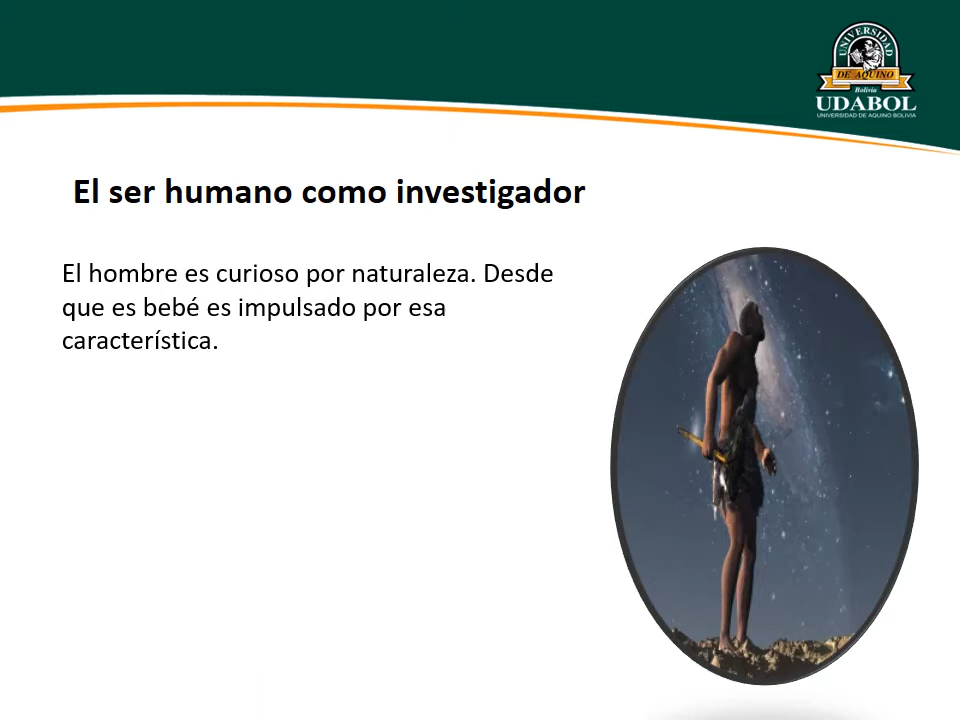 UNIVERSIDAD
DE AQUINO
Bolivia
UDABOL
UNIVERSIDAD DE AQUINO BOLIVIA
El ser humano como investigador
El hombre es curioso por naturaleza. Desde
que es bebé es impulsado por esa
característica.